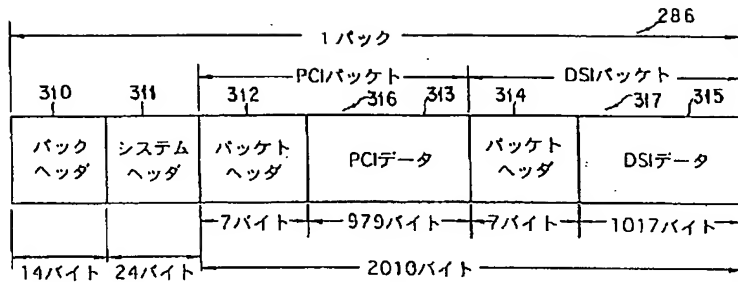 286
1パック
PCIパケット DSIパケット
310 311 312 316 313 314 317 315
パック
ヘッダ
システム
ヘッダ
パケット
ヘッダ
PCIデータ
パケット
ヘッダ
DSIデータ
7バイト 979バイト 7バイト 1017バイト
14バイト 24バイト 2010バイト